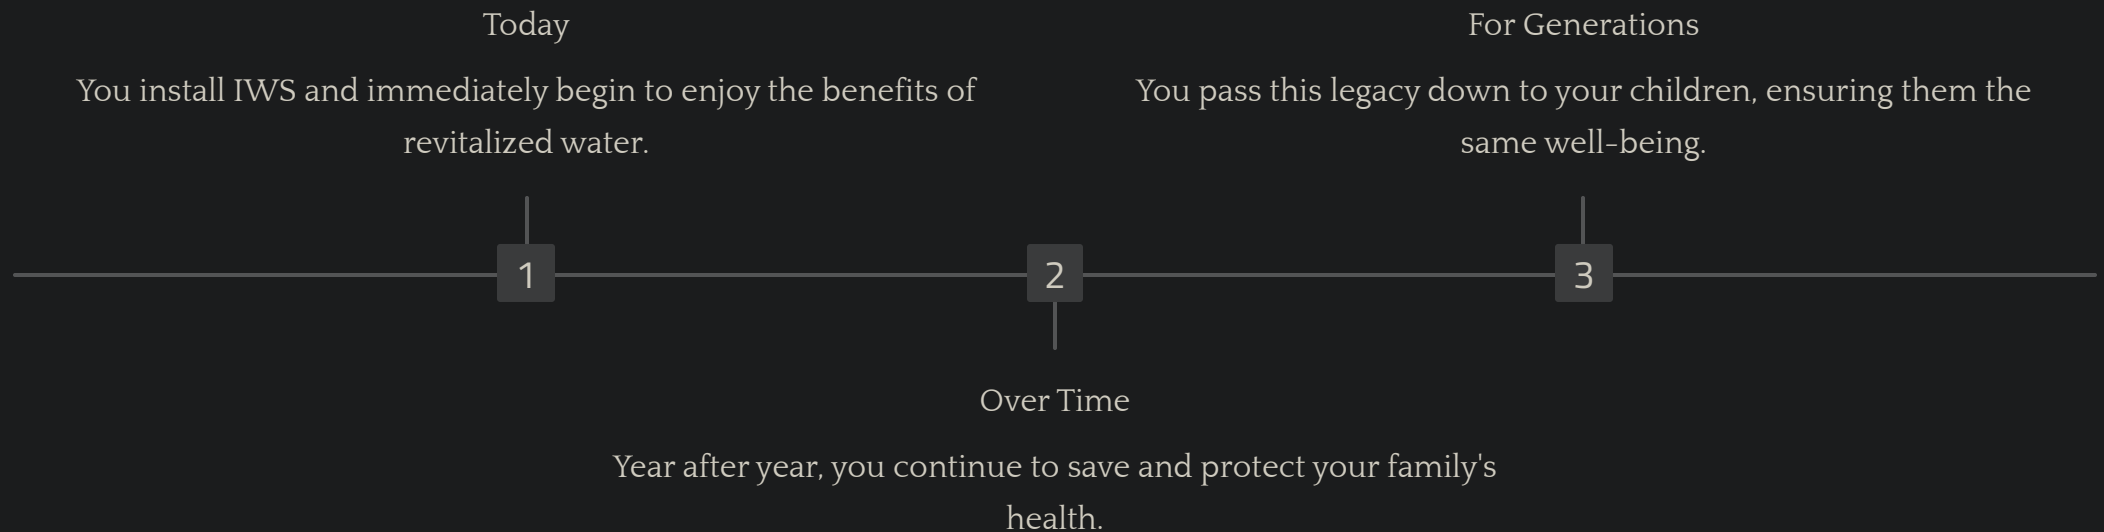 Today
You install IWS and immediately begin to enjoy the benefits of
revitalized water.
For Generations
You pass this legacy down to your children, ensuring them the
same well-being.
1
2
3
Over Time
Year after year, you continue to save and protect your family's
health.